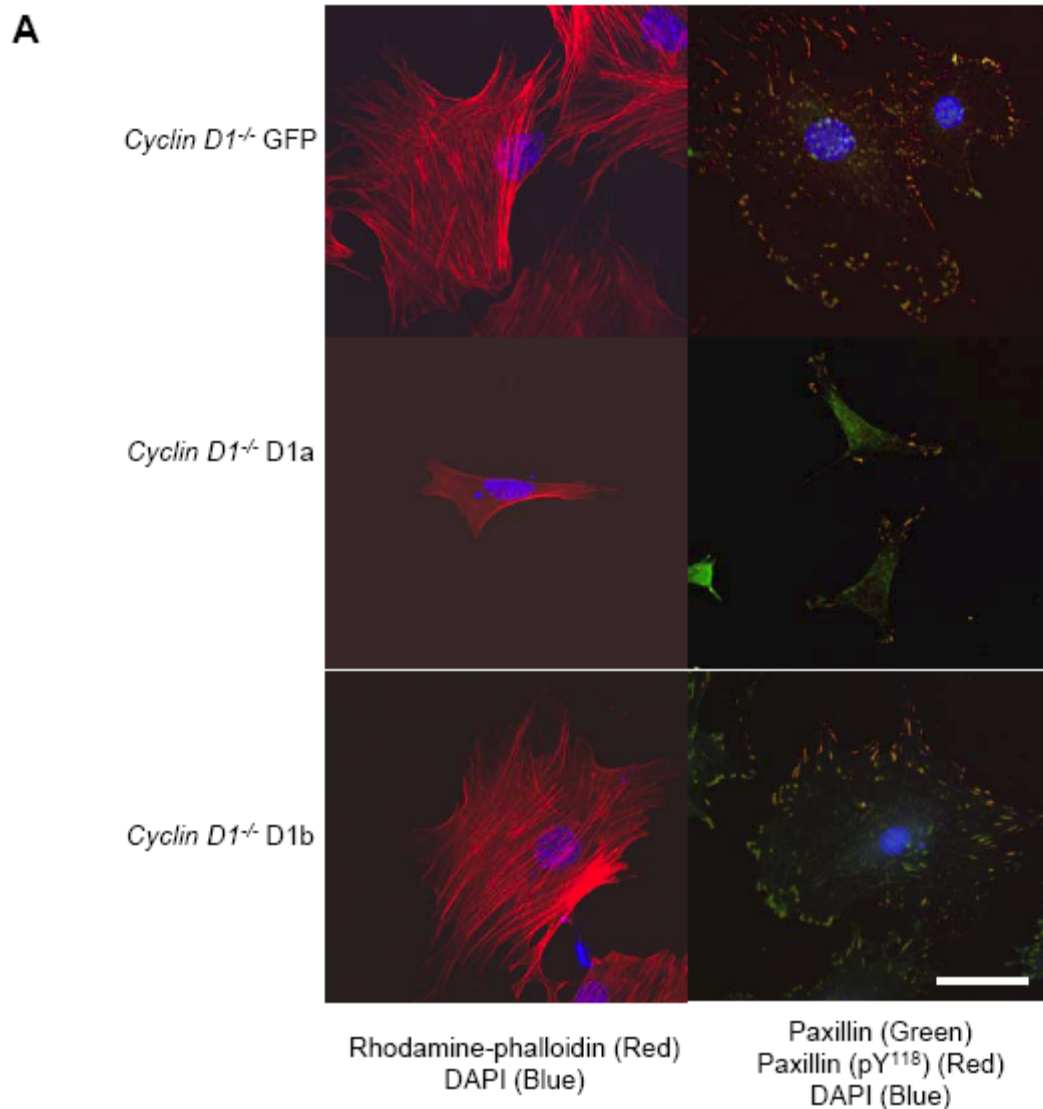 A
Cyclin D1-/- GFP
Cyclin D1-/- D1a
Cyclin D1-/- D1b
Rhodamine-phalloidin (Red)
DAPI (Blue)
Paxillin (Green)
Paxillin (pY118) (Red)
DAPI (Blue)